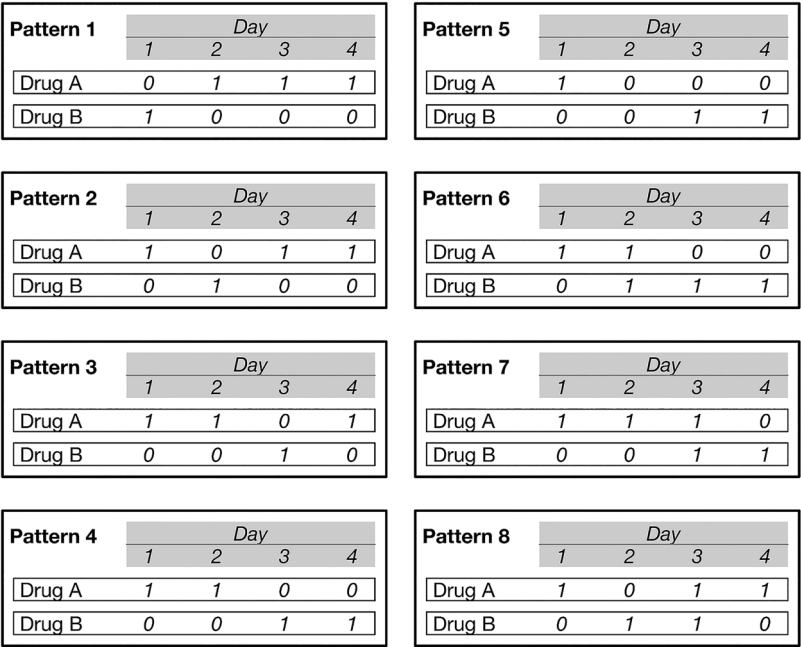 Pattern 1 Day
1 2 3 4
Drug A 0 1 1 1
Drug B 1 0 0 0
Pattern 2 Day
1 2 3 4
Drug A 1 0 1 1
Drug B 0 1 0 0
Pattern 3 Day
1 2 3 4
Drug A 1 1 0 1
Drug B 0 0 1 0
Pattern 4 Day
1 2 3 4
Drug A 1 1 0 0
Drug B 0 0 1 1
Pattern 5 Day
1 2 3 4
Drug A 1 0 0 0
Drug B 0 0 1 1
Pattern 6 Day
1 2 3 4
Drug A 1 1 0 0
Drug B 0 1 1 1
Pattern 7 Day
1 2 3 4
Drug A 1 1 1 0
Drug B 0 0 1 1
Pattern 8 Day
1 2 3 4
Drug A 1 0 1 1
Drug B 0 1 1 0